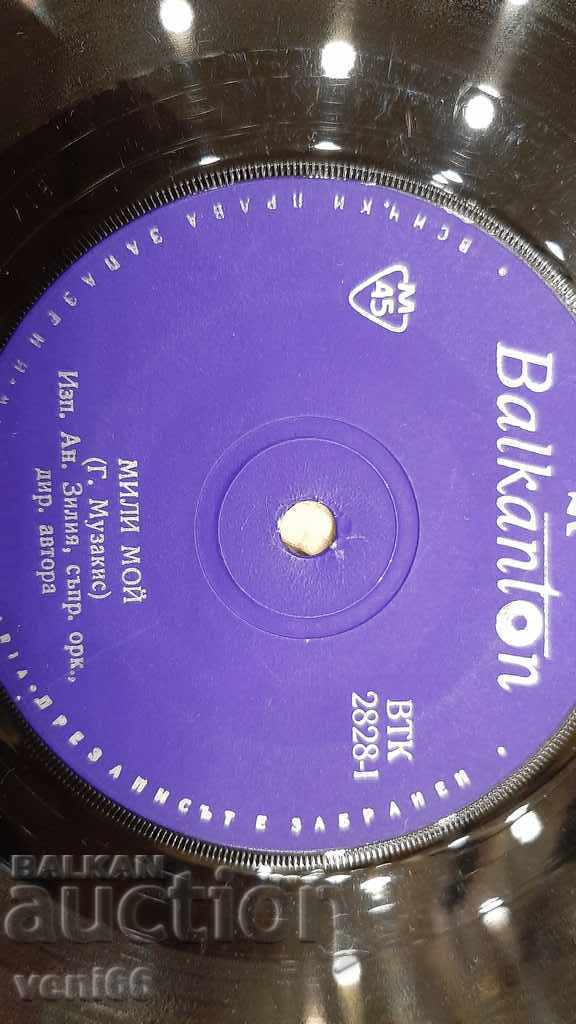 Balkanton
M
45
ВТК
2828-I
МИЛИ МОЙ
(Г. Музакис)
Изп. Ан. Зилия, съпр. орк.,
дир. автора
• ВСИЧКИ ПРАВА ЗАПАЗЕНИ •
ПРЕЗАПИСЪТ Е ЗАБРАНЕН •
BALKAN
auction
veni66